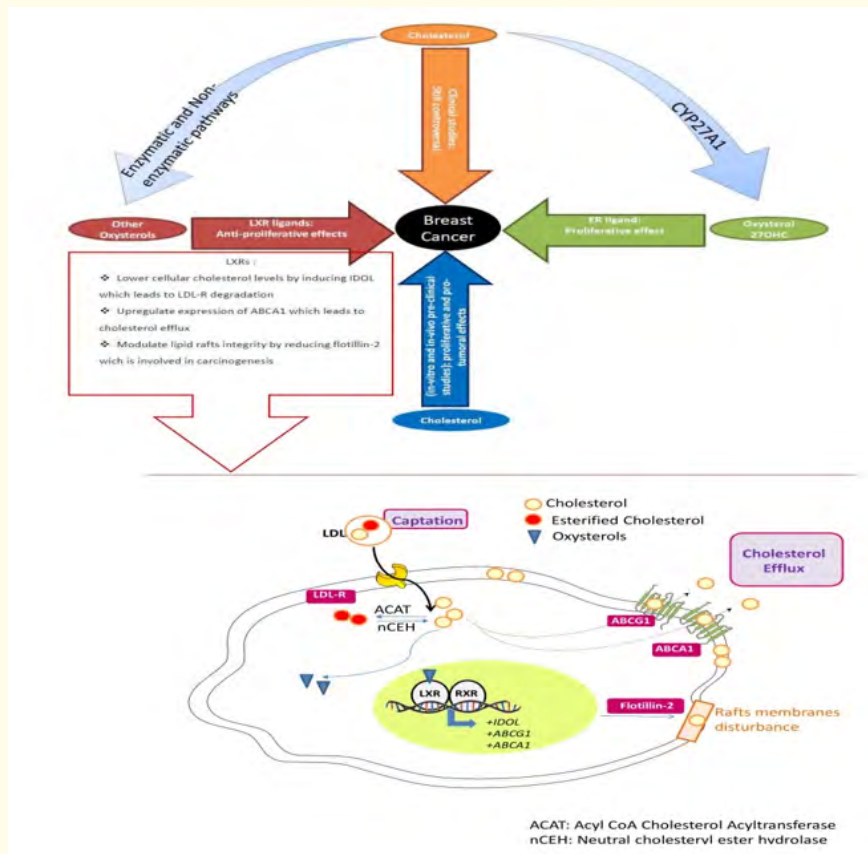 Cholesterol
Enzymatic and Non-
enzymatic pathways
Clinical studies:
Still controversal
CYP27A1
Other
Oxysterols
LXR ligands:
Anti-proliferative effects
Breast
Cancer
ER ligand:
Proliferative effect
Oxysterol
27OHC
LXRs :
❖ Lower cellular cholesterol levels by inducing IDOL
which leads to LDL-R degradation
❖ Upregulate expression of ABCA1 which leads to
cholesterol efflux
❖ Modulate lipid rafts integrity by reducing flotillin-2
wich is involved in carcinogenesis
(in-vitro and in-vivo pre-clinical
studies): proliferative and pro-
tumoral effects
Cholesterol
LDL
Captation
Cholesterol
Esterified Cholesterol
Oxysterols
Cholesterol
Efflux
LDL-R
ACAT
nCEH
ABCG1
ABCA1
LXR
RXR
+IDOL
+ABCG1
+ABCA1
Flotillin-2
Rafts membranes
disturbance
ACAT: Acyl CoA Cholesterol Acyltransferase
nCEH: Neutral cholesteryl ester hydrolase